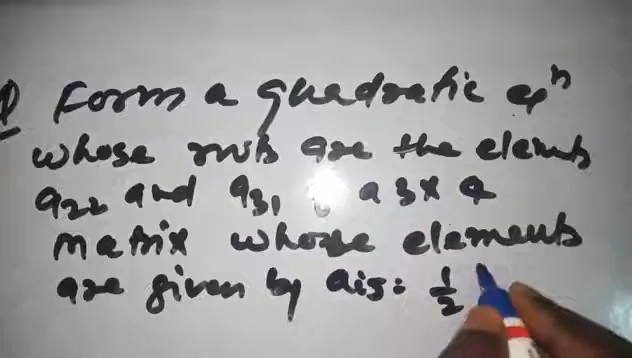 Q Form a quadratic eqn
whose roots are the elements
a22 and a31 a 3x4
matrix whose elements
are given by aij: 1/2